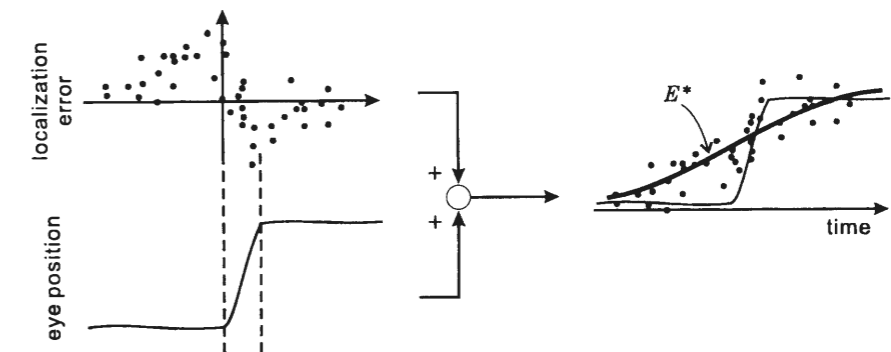 localization
error
eye position
+
+
E*
time